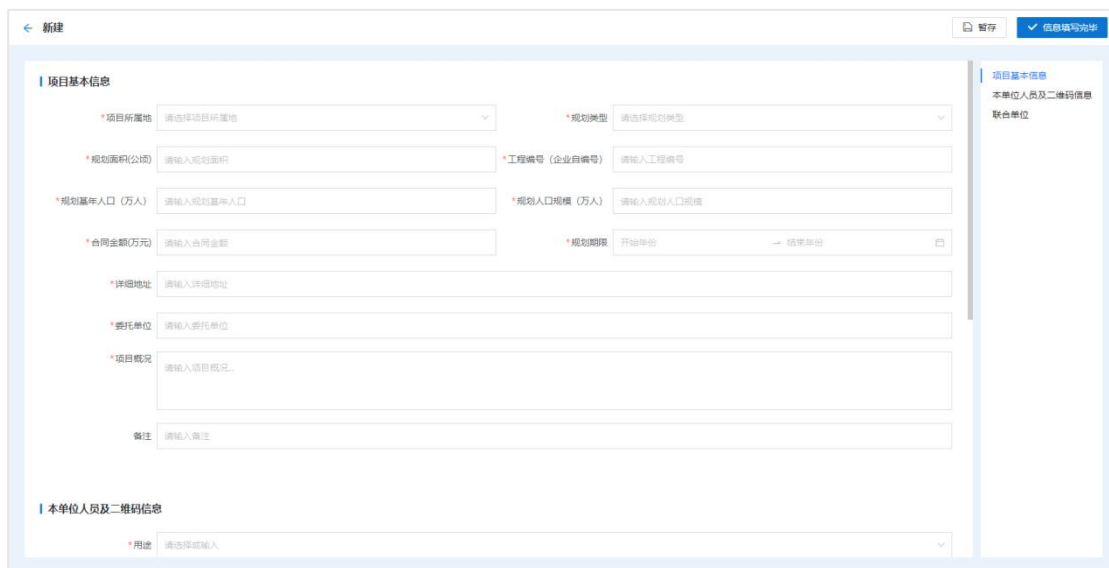 新建
暂存
信息填写完毕
项目基本信息
*项目所属地 请选择项目所属地
*规划类型 请选择规划类型
*规划面积(公顷) 请输入规划面积
*工程编号（企业自编号） 请输入工程编号
*规划基年人口（万人） 请输入规划基年人口
*规划人口规模（万人） 请输入规划人口规模
*合同金额(万元) 请输入合同金额
*规划期限 开始年份 → 结束年份
*详细地址 请输入详细地址
*委托单位 请输入委托单位
*项目概况 请输入项目概况...
备注 请输入备注
本单位人员及二维码信息
*用途 请选择或输入
项目基本信息
本单位人员及二维码信息
联合单位